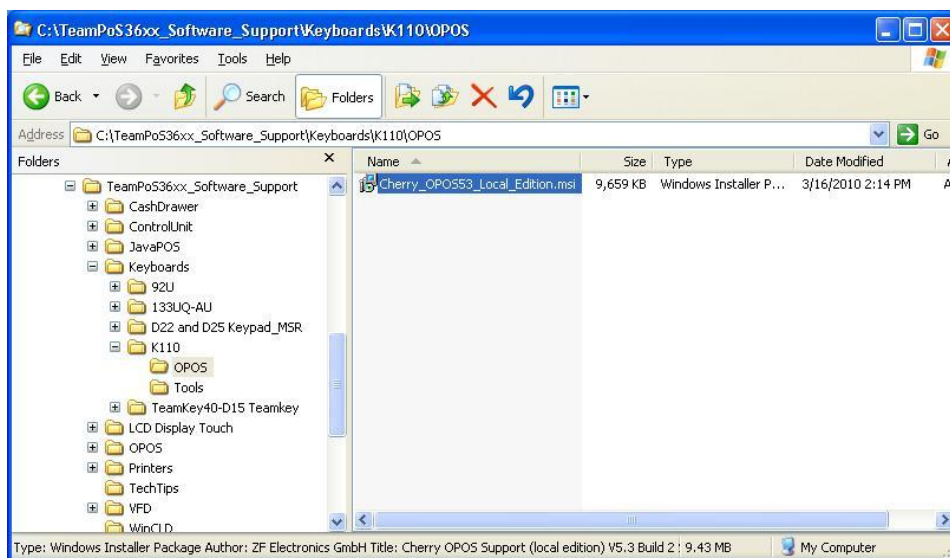 C:\TeamPoS36xx_Software_Support\Keyboards\K110\OPOS
File Edit View Favorites Tools Help
Back Search Folders
Address C:\TeamPoS36xx_Software_Support\Keyboards\K110\OPOS Go
Folders x Name Size Type Date Modified A
TeamPoS36xx_Software_Support Cherry_OPOS53_Local_Edition.msi 9,659 KB Windows Installer P... 3/16/2010 2:14 PM A
CashDrawer
ControlUnit
JavaPOS
Keyboards
92U
133UQ-AU
D22 and D25 Keypad_MSR
K110
OPOS
Tools
TeamKey40-D15 Teamkey
LCD Display Touch
OPOS
Printers
TechTips
VFD
WinCLD
Type: Windows Installer Package Author: ZF Electronics GmbH Title: Cherry OPOS Support (local edition) V5.3 Build 2 9.43 MB My Computer